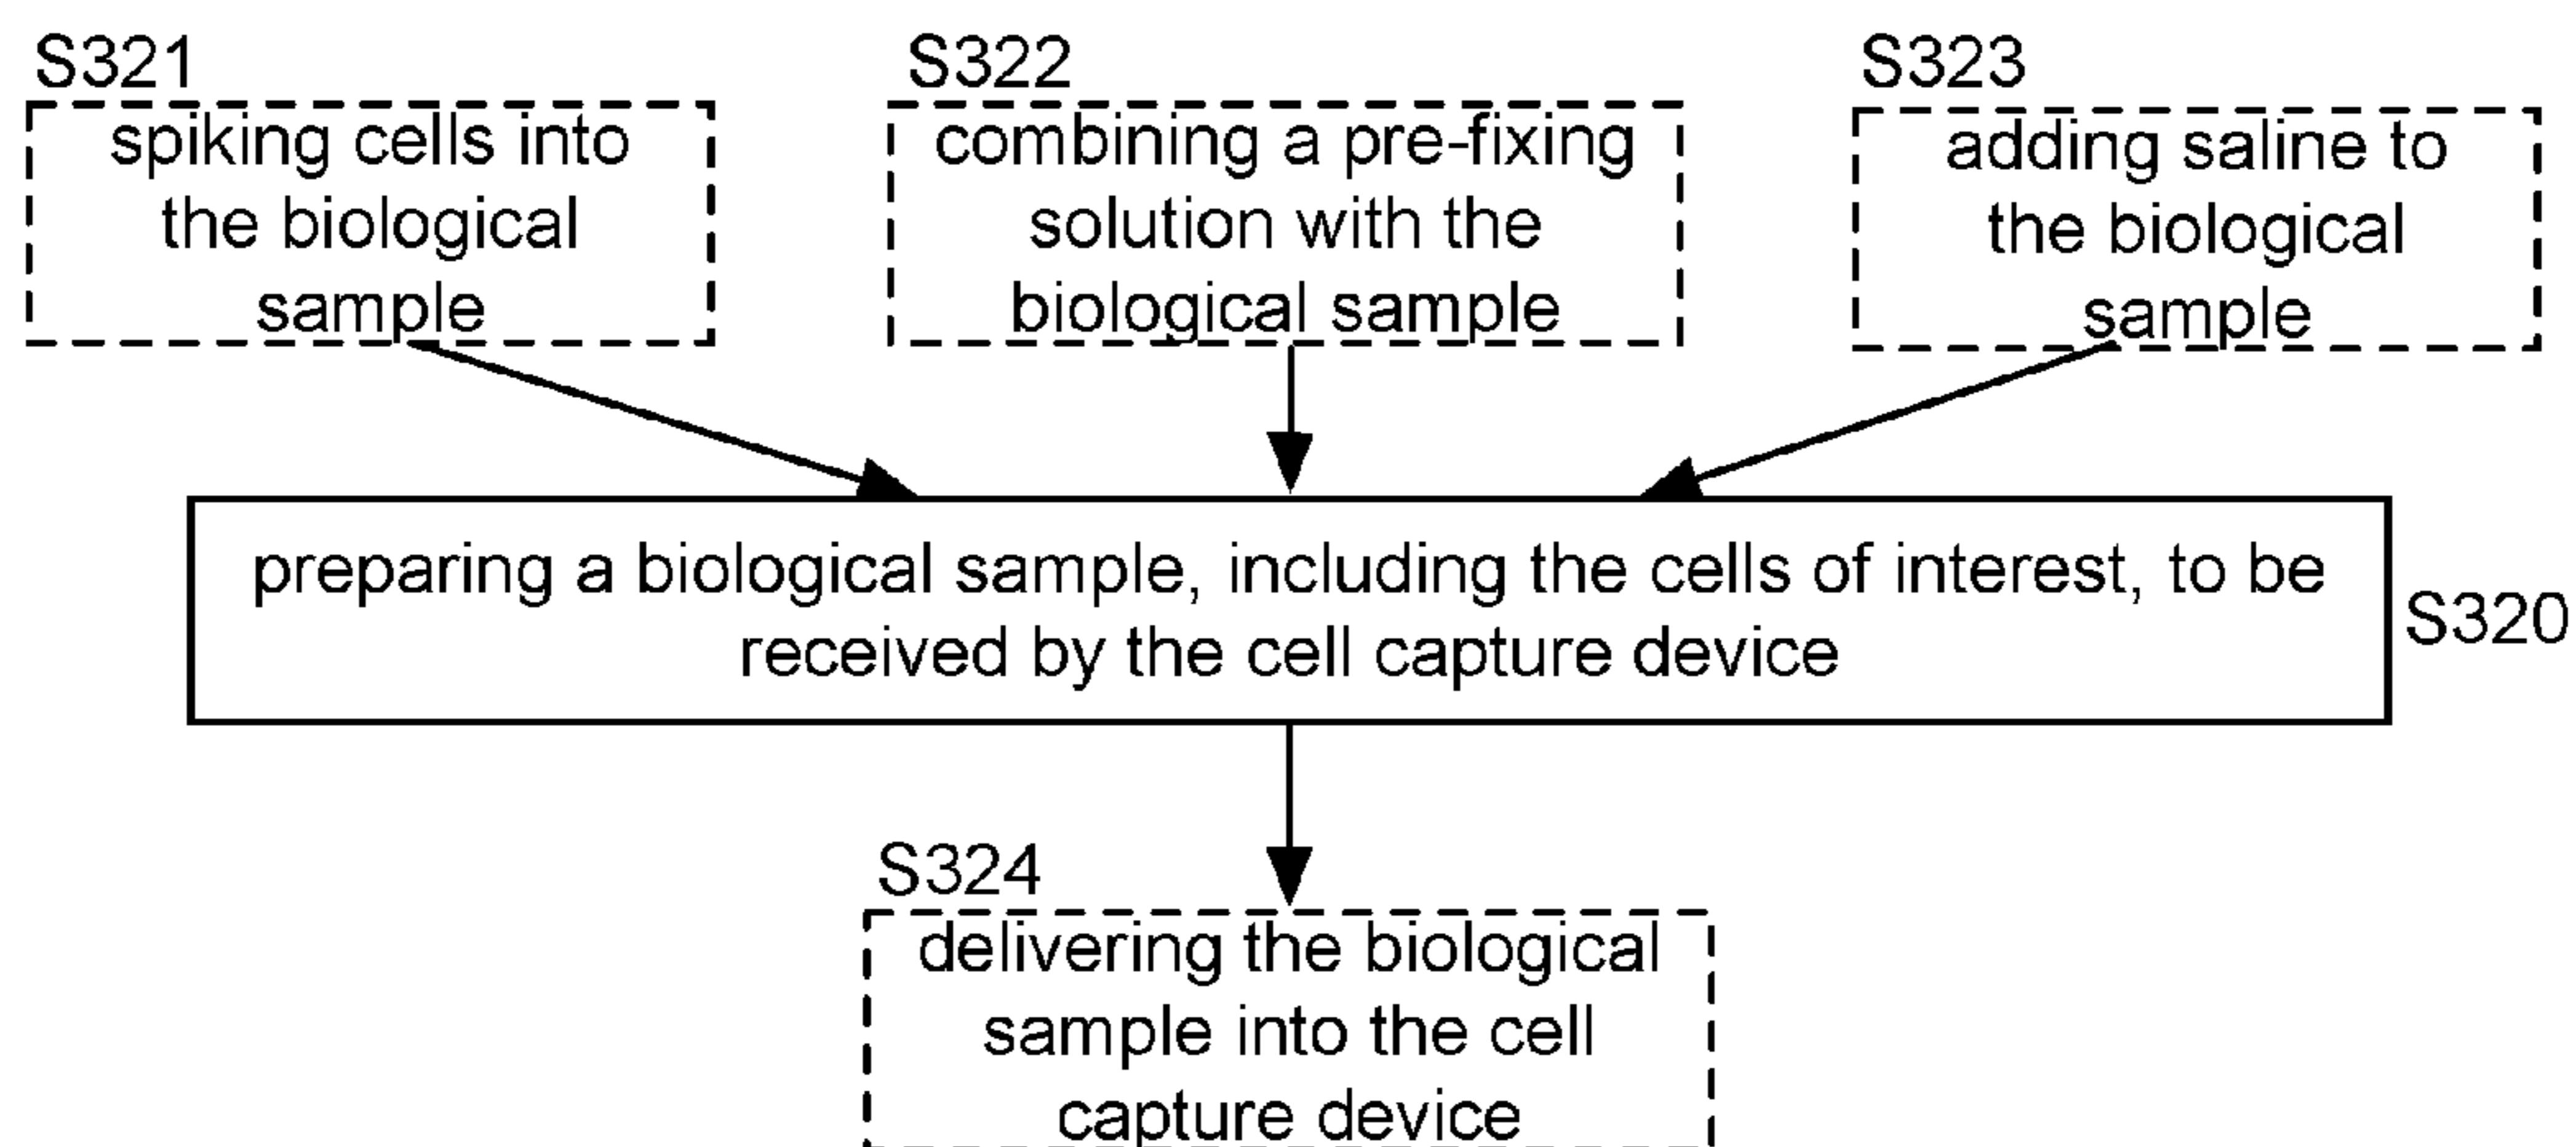 S321
spiking cells into
the biological
sample
S322
combining a pre-fixing
solution with the
biological sample
S323
adding saline to
the biological
sample
preparing a biological sample, including the cells of interest, to be
received by the cell capture device
S320
S324
delivering the biological
sample into the cell
capture device